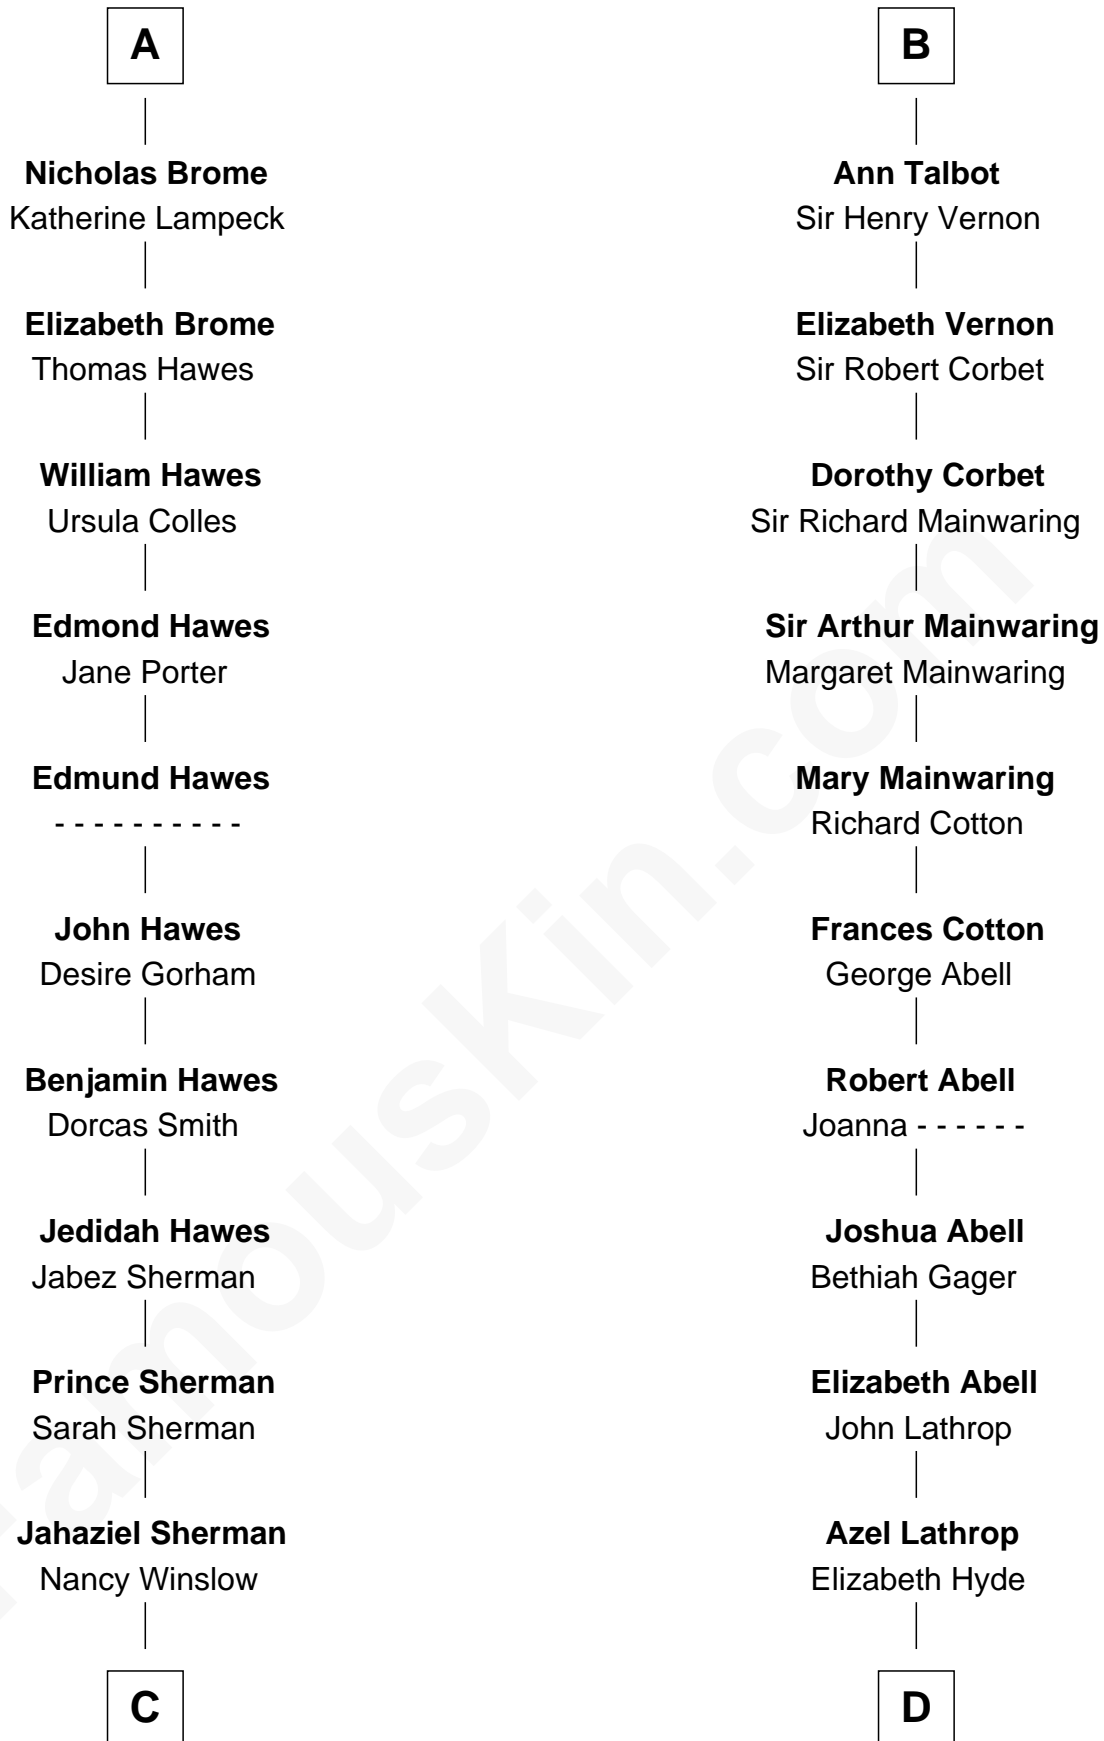 A
Nicholas Brome
Katherine Lampeck
Elizabeth Brome
Thomas Hawes
William Hawes
Ursula Colles
Edmond Hawes
Jane Porter
Edmund Hawes
- - - - - - - - - -
John Hawes
Desire Gorham
Benjamin Hawes
Dorcas Smith
Jedidah Hawes
Jabez Sherman
Prince Sherman
Sarah Sherman
Jahaziel Sherman
Nancy Winslow
C
B
Ann Talbot
Sir Henry Vernon
Elizabeth Vernon
Sir Robert Corbet
Dorothy Corbet
Sir Richard Mainwaring
Sir Arthur Mainwaring
Margaret Mainwaring
Mary Mainwaring
Richard Cotton
Frances Cotton
George Abell
Robert Abell
Joanna - - - - - -
Joshua Abell
Bethiah Gager
Elizabeth Abell
John Lathrop
Azel Lathrop
Elizabeth Hyde
D
FamousKin.com